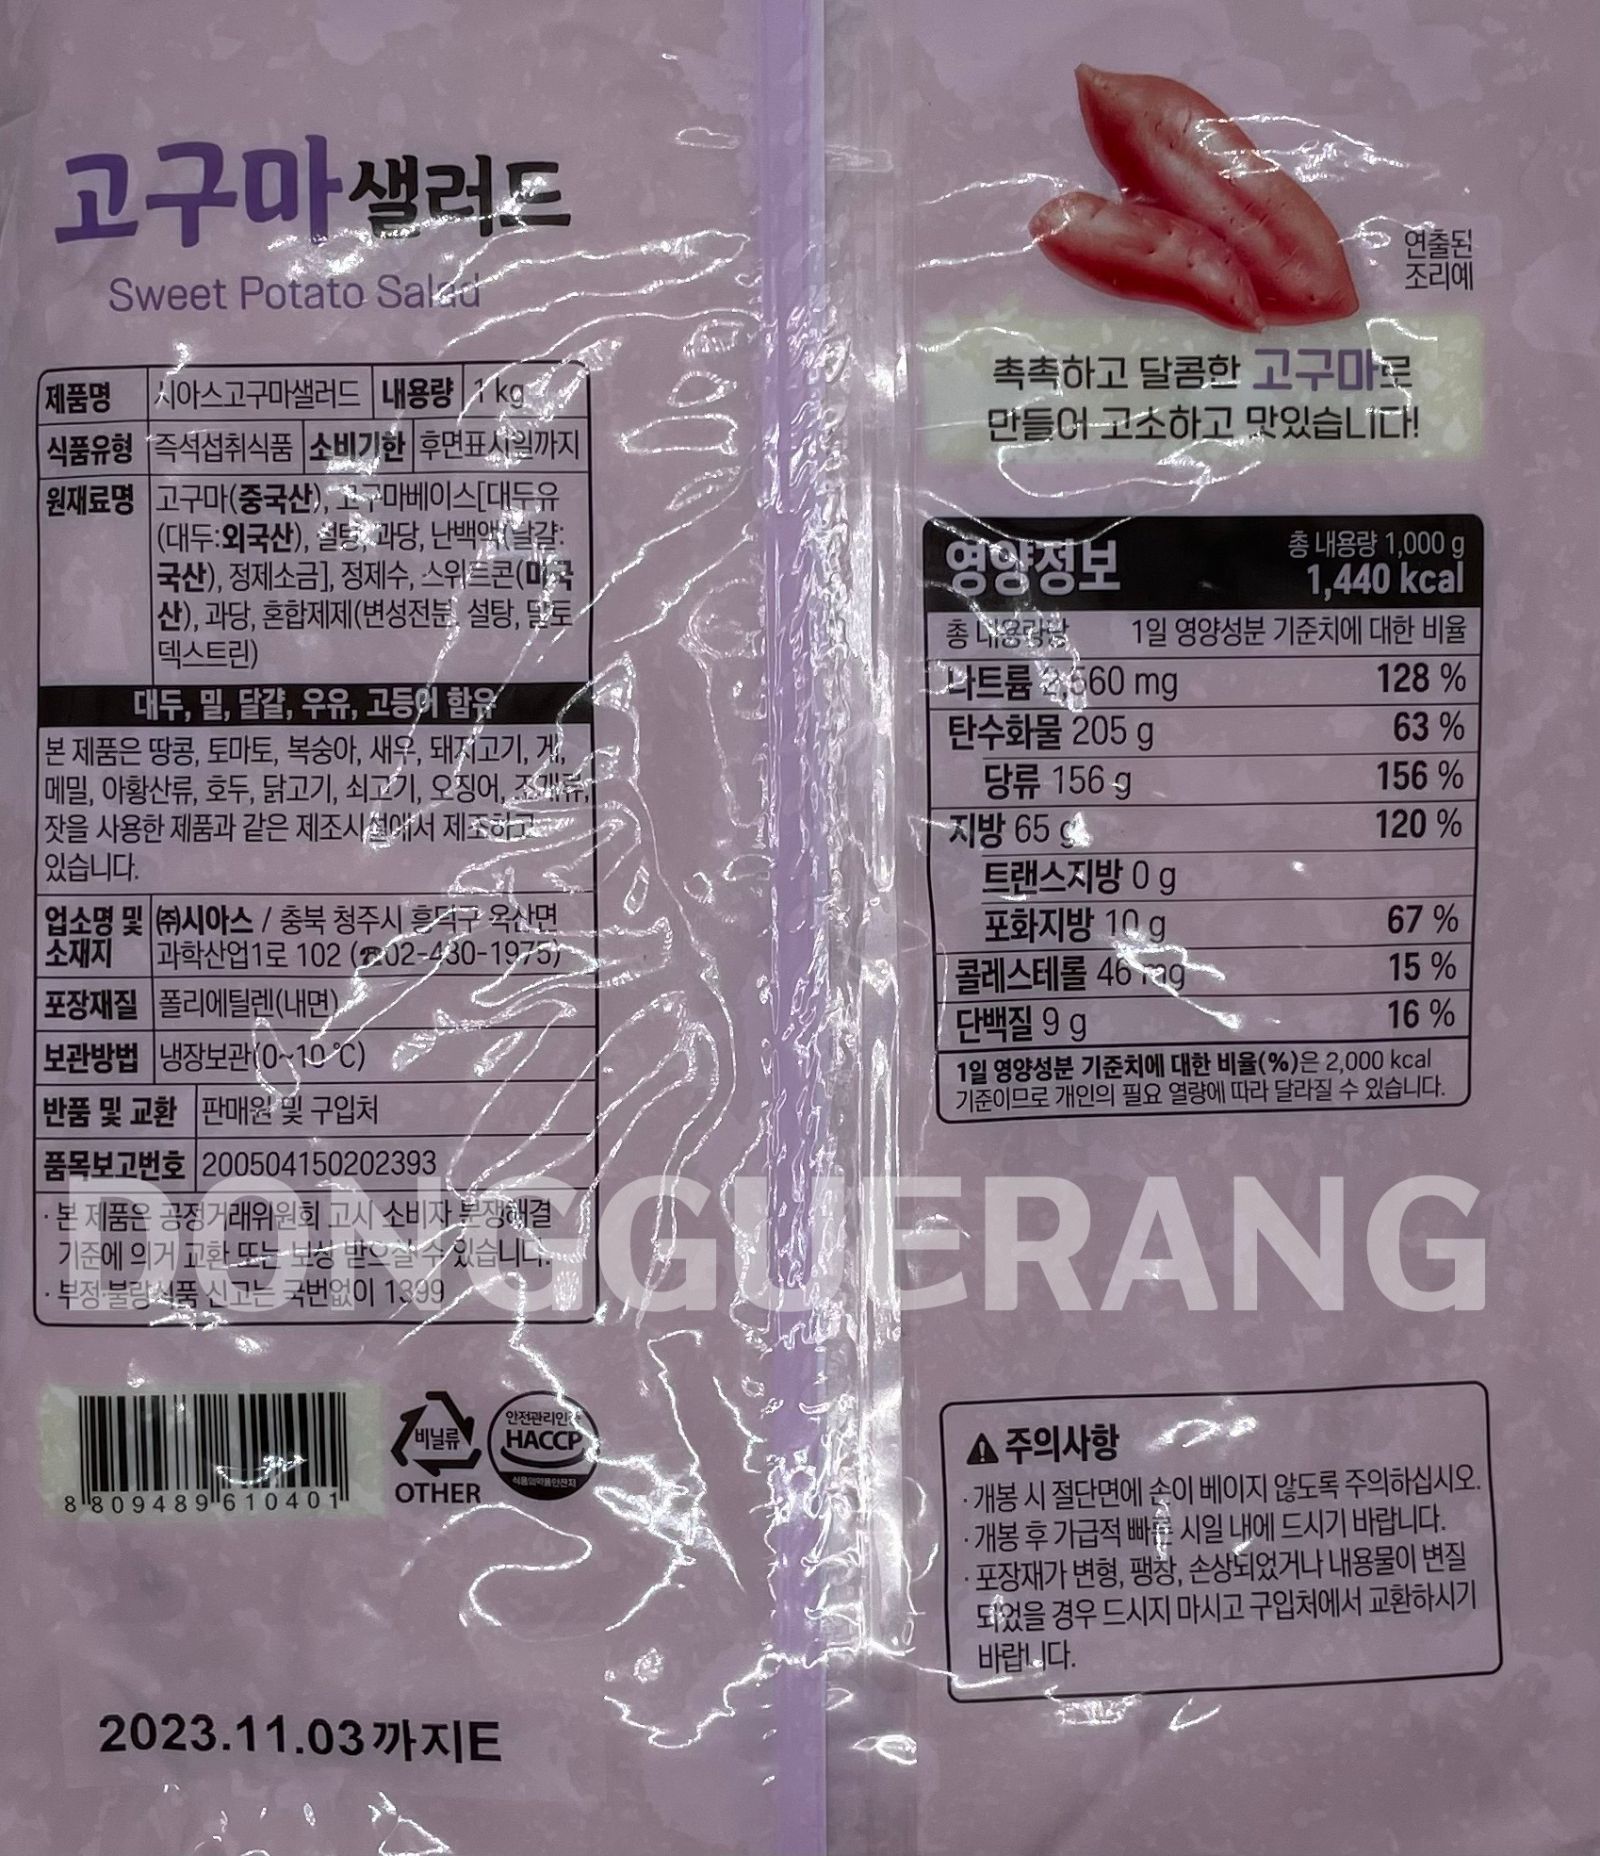 고구마 샐러드
Sweet Potato Salad
제품명 시아스고구마샐러드 내용량 1 kg
식품유형 즉석섭취식품 소비기한 후면표시일까지
원재료명 고구마(중국산), 고구마베이스[대두유
(대두:외국산), 설탕, 과당, 난백액(달걀:
국산), 정제소금], 정제수, 스위트콘(미국
산), 과당, 혼합제제(변성전분, 설탕, 말토
덱스트린)
대두, 밀, 달걀, 우유, 고등어 함유
본 제품은 땅콩, 토마토, 복숭아, 새우, 돼지고기, 게,
메밀, 아황산류, 호두, 닭고기, 쇠고기, 오징어, 조개류,
잣을 사용한 제품과 같은 제조시설에서 제조하고
있습니다.
업소명 및 ㈜시아스 / 충북 청주시 흥덕구 옥산면
소재지 과학산업1로 102 (☎02-430-1975)
포장재질 폴리에틸렌(내면)
보관방법 냉장보관(0~10 ℃)
반품 및 교환 판매원 및 구입처
품목보고번호 200504150202393
· 본 제품은 공정거래위원회 고시 소비자 분쟁해결
기준에 의거 교환 또는 보상 받으실 수 있습니다.
· 부정·불량식품 신고는 국번없이 1399
8 809489 610401
비닐류
OTHER
안전관리인증
HACCP
식품의약품안전처
2023.11.03까지E
연출된
조리예
촉촉하고 달콤한 고구마로
만들어 고소하고 맛있습니다!
영양정보 총 내용량 1,000 g
1,440 kcal
총 내용량당 1일 영양성분 기준치에 대한 비율
나트륨 2,560 mg 128 %
탄수화물 205 g 63 %
당류 156 g 156 %
지방 65 g 120 %
트랜스지방 0 g
포화지방 10 g 67 %
콜레스테롤 46 mg 15 %
단백질 9 g 16 %
1일 영양성분 기준치에 대한 비율(%)은 2,000 kcal
기준이므로 개인의 필요 열량에 따라 달라질 수 있습니다.
DONGGUERANG
주의사항
· 개봉 시 절단면에 손이 베이지 않도록 주의하십시오.
· 개봉 후 가급적 빠른 시일 내에 드시기 바랍니다.
· 포장재가 변형, 팽창, 손상되었거나 내용물이 변질
되었을 경우 드시지 마시고 구입처에서 교환하시기
바랍니다.